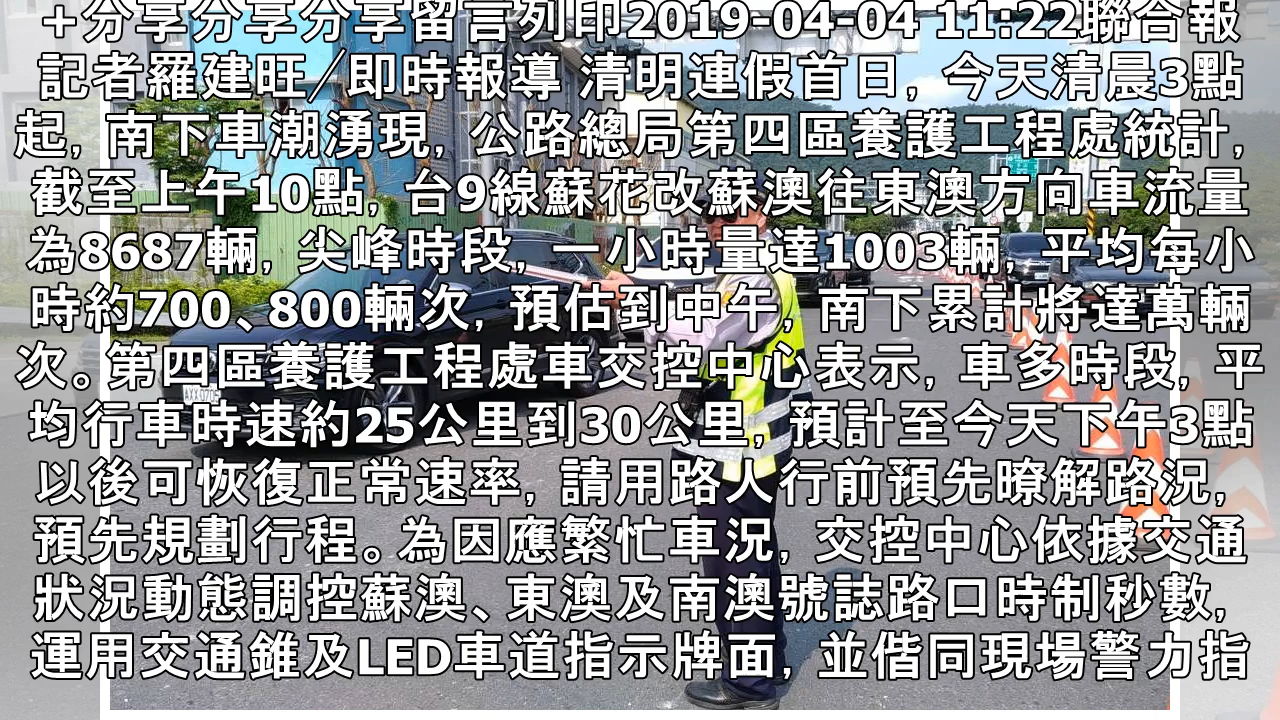 +分享分享分享留言列印2019-04-04 11:22聯合報
記者羅建旺╱即時報導 清明連假首日, 今天清晨3點
起, 南下車潮湧現, 公路總局第四區養護工程處統計,
截至上午10點, 台9線蘇花改蘇澳往東澳方向車流量
為8687輛, 尖峰時段, 一小時量達1003輛, 平均每小
時約700、800輛次, 預估到中午, 南下累計將達萬輛
次。第四區養護工程處車交控中心表示, 車多時段, 平
均行車時速約25公里到30公里, 預計至今天下午3點
以後可恢復正常速率, 請用路人行前預先瞭解路況,
預先規劃行程。為因應繁忙車況, 交控中心依據交通
狀況動態調控蘇澳、東澳及南澳號誌路口時制秒數,
運用交通錐及LED車道指示牌面, 並偕同現場警力指